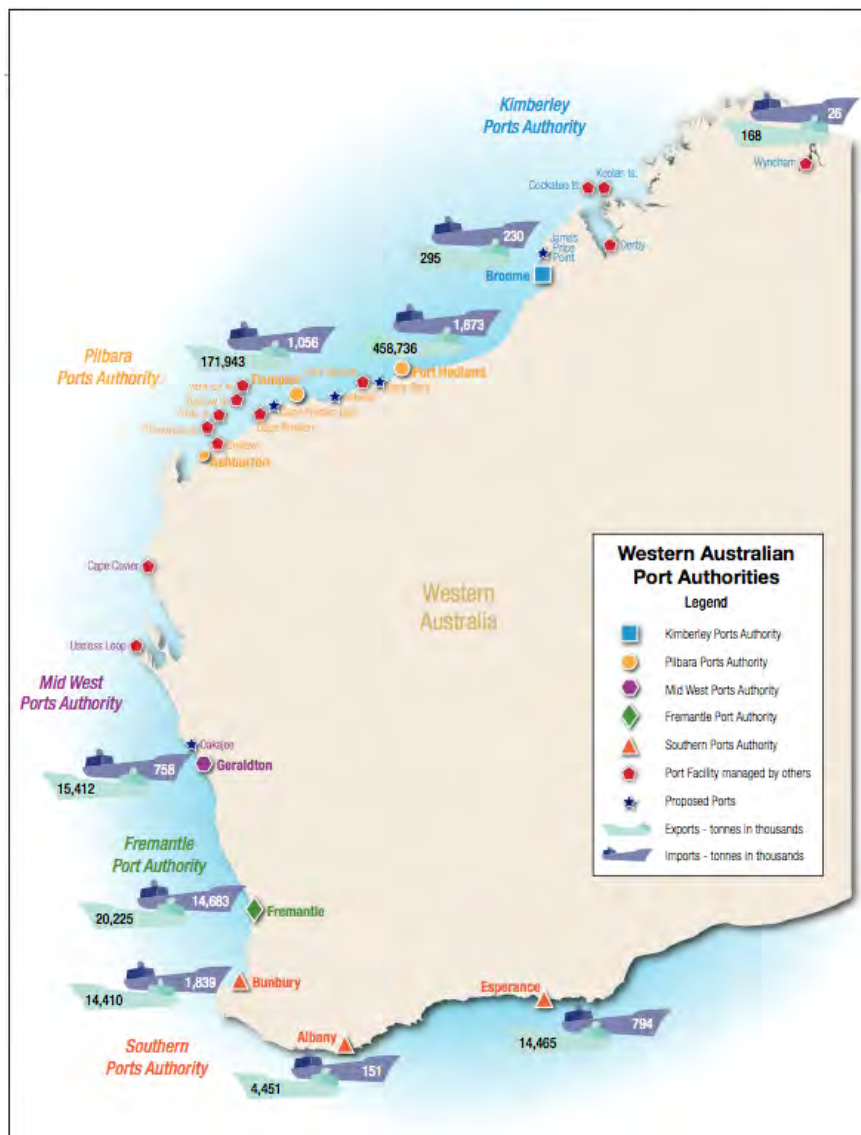 Kimberley
Ports Authority
26
168
Wyndham
Koolan Is.
Cockatoo Is.
Derby
230
295
James
Price
Point
Broome
1,673
458,736
1,056
171,943
Pilbara
Ports Authority
Port Hedland
Dampier
Cape Preston East
Cape Preston
Onslow
Ashburton
Cape Cuvier
Western
Australia
Useless Loop
Mid West
Ports Authority
Oakajee
Geraldton
758
15,412
Fremantle
Port Authority
14,683
20,225
Fremantle
1,839
14,410
Bunbury
Esperance
794
14,465
Albany
151
4,451
Southern
Ports Authority
Western Australian
Port Authorities
Legend
Kimberley Ports Authority
Pilbara Ports Authority
Mid West Ports Authority
Fremantle Port Authority
Southern Ports Authority
Port Facility managed by others
Proposed Ports
Exports - tonnes in thousands
Imports - tonnes in thousands